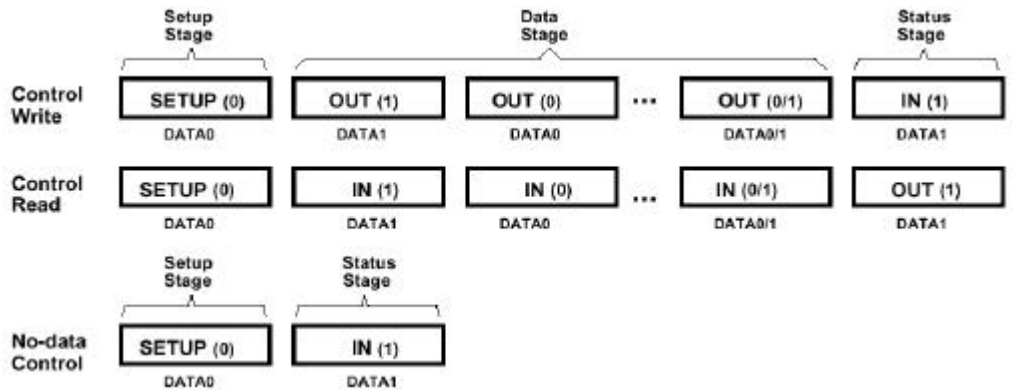 Setup
Stage
Data
Stage
Status
Stage
Control
Write
SETUP (0)
OUT (1)
OUT (0)
...
OUT (0/1)
IN (1)
DATA0
DATA1
DATA0
DATA0/1
DATA1
Control
Read
SETUP (0)
IN (1)
IN (0)
...
IN (0/1)
OUT (1)
DATA0
DATA1
DATA0
DATA0/1
DATA1
Setup
Stage
Status
Stage
No-data
Control
SETUP (0)
IN (1)
DATA0
DATA1